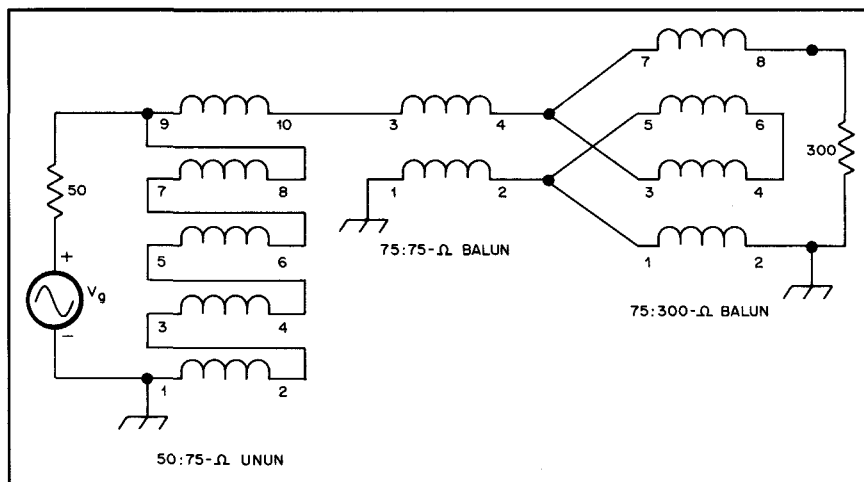 7 8
9 10 3 4 5 6
50 7 8 1 2 3 4 300
+ Vg −
5 6
75:75-Ω BALUN
1 2
3 4
75:300-Ω BALUN
1 2
50:75-Ω UNUN